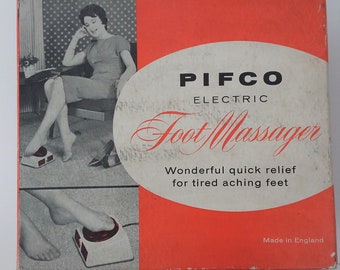 PIFCO
ELECTRIC
Foot Massager
Wonderful quick relief
for tired aching feet
Made in England